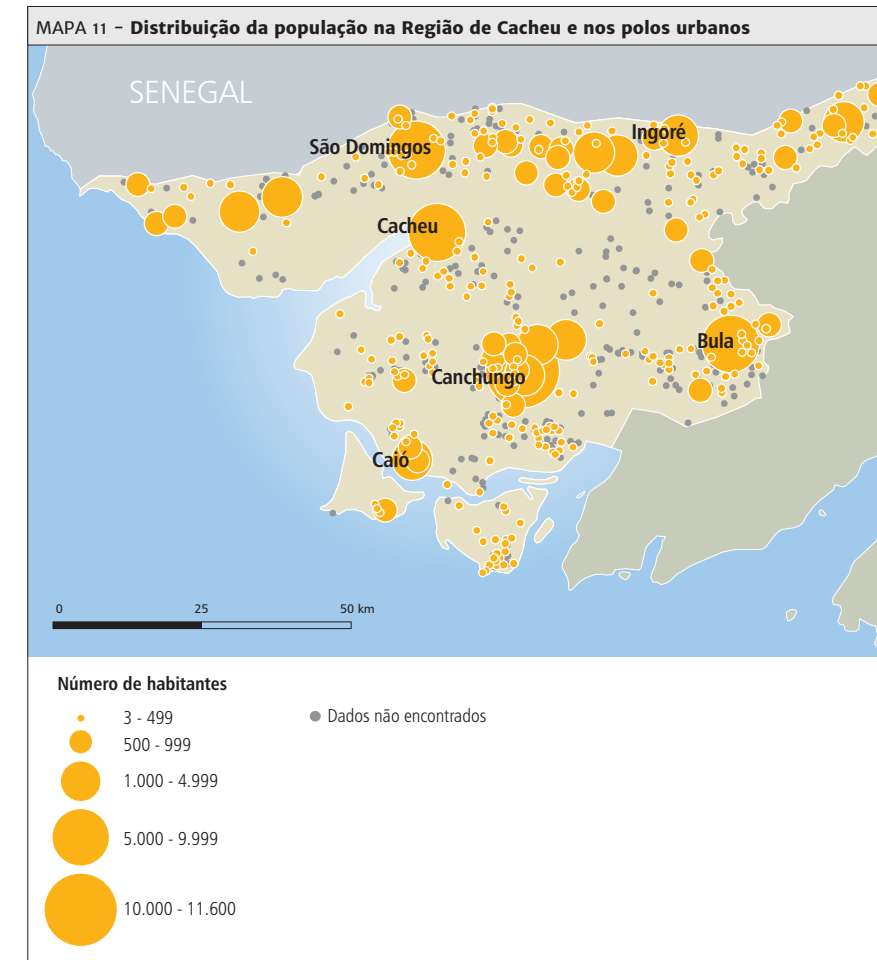 MAPA 11 – Distribuição da população na Região de Cacheu e nos polos urbanos
SENEGAL
Ingoré
São Domingos
Cacheu
Bula
Canchungo
Caió
0 25 50 km
Número de habitantes
3 - 499
Dados não encontrados
500 - 999
1.000 - 4.999
5.000 - 9.999
10.000 - 11.600